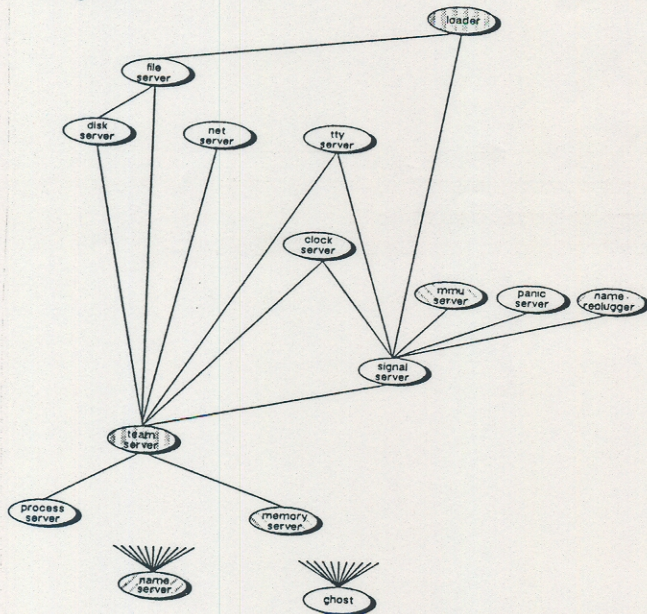 loader
file
server
disk
server
net
server
tty
server
clock
server
mmu
server
panic
server
name
replugger
signal
server
team
server
process
server
memory
server
name
server
ghost